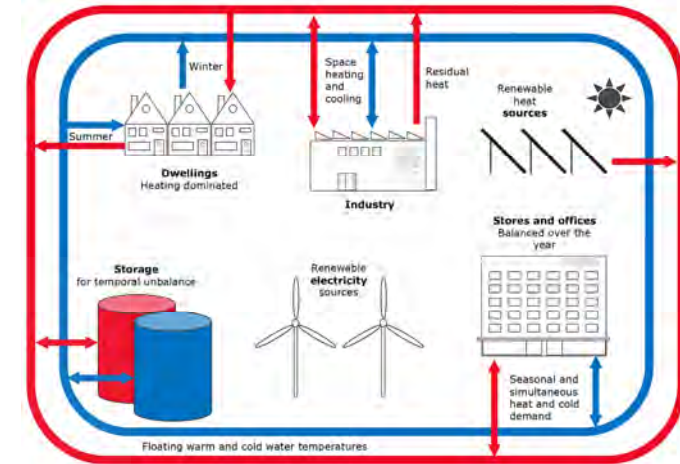 Winter
Summer
Dwellings
Heating dominated
Space
heating
and
cooling
Residual
heat
Industry
Renewable
heat
sources
Stores and offices
Balanced over the
year
Storage
for temporal unbalance
Renewable
electricity
sources
Seasonal and
simultaneous
heat and cold
demand
Floating warm and cold water temperatures